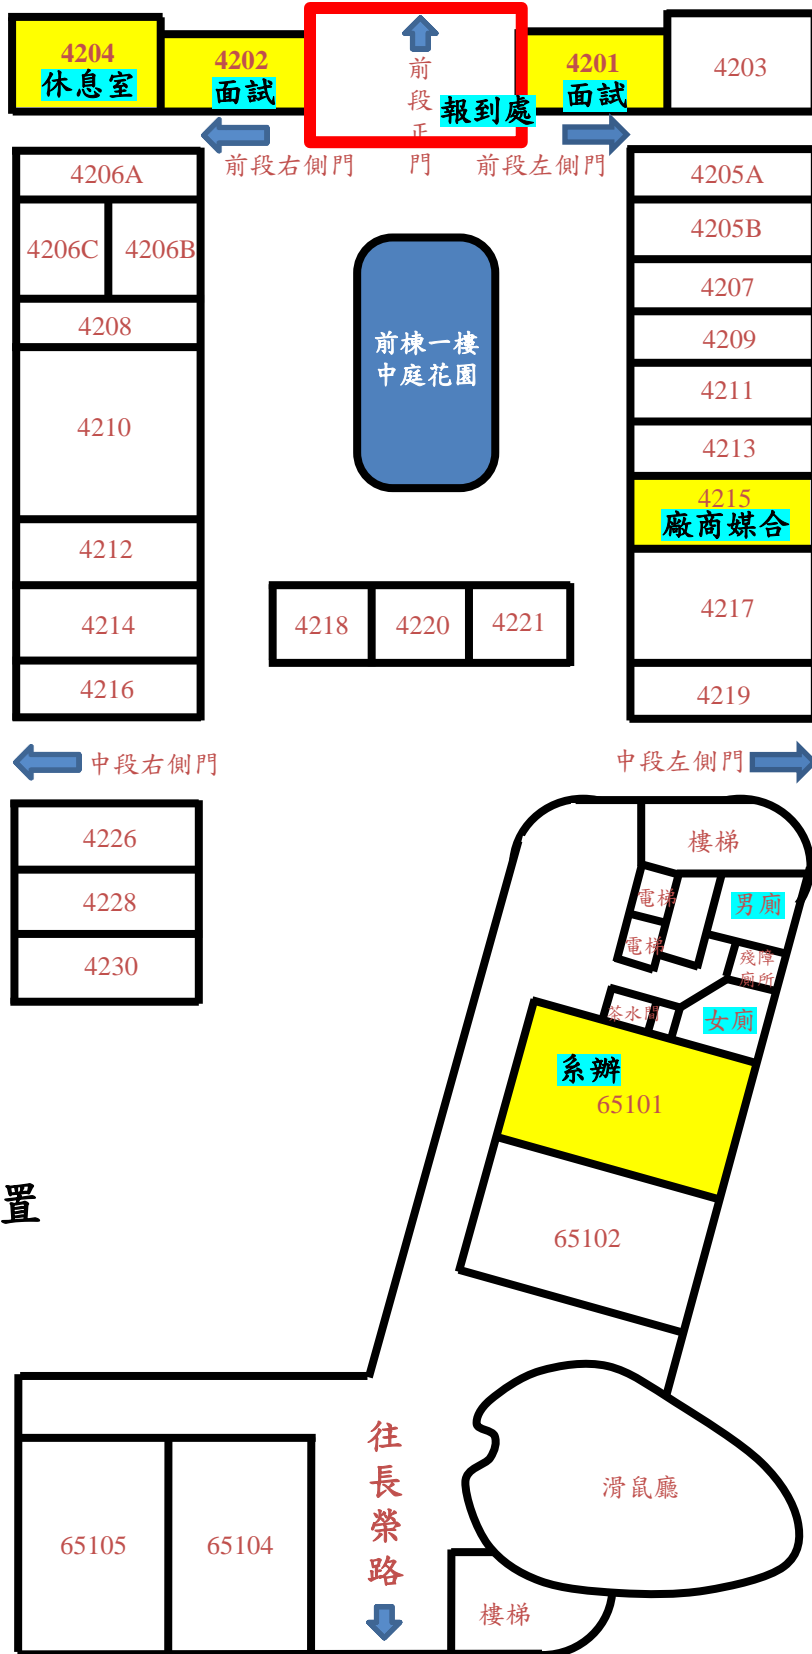 4204
休息室
4202
面試
前段正門
報到處
4201
面試
4203
前段右側門
前段左側門
4206A
4206C
4206B
4208
4210
4212
4214
4216
前棟一樓
中庭花園
4205A
4205B
4207
4209
4211
4213
4215
廠商媒合
4217
4219
4218
4220
4221
中段右側門
中段左側門
4226
4228
4230
樓梯
電梯
電梯
男廁
殘障
廁所
茶水間
女廁
系辦
65101
65102
置
往長榮路
滑鼠廳
65105
65104
樓梯